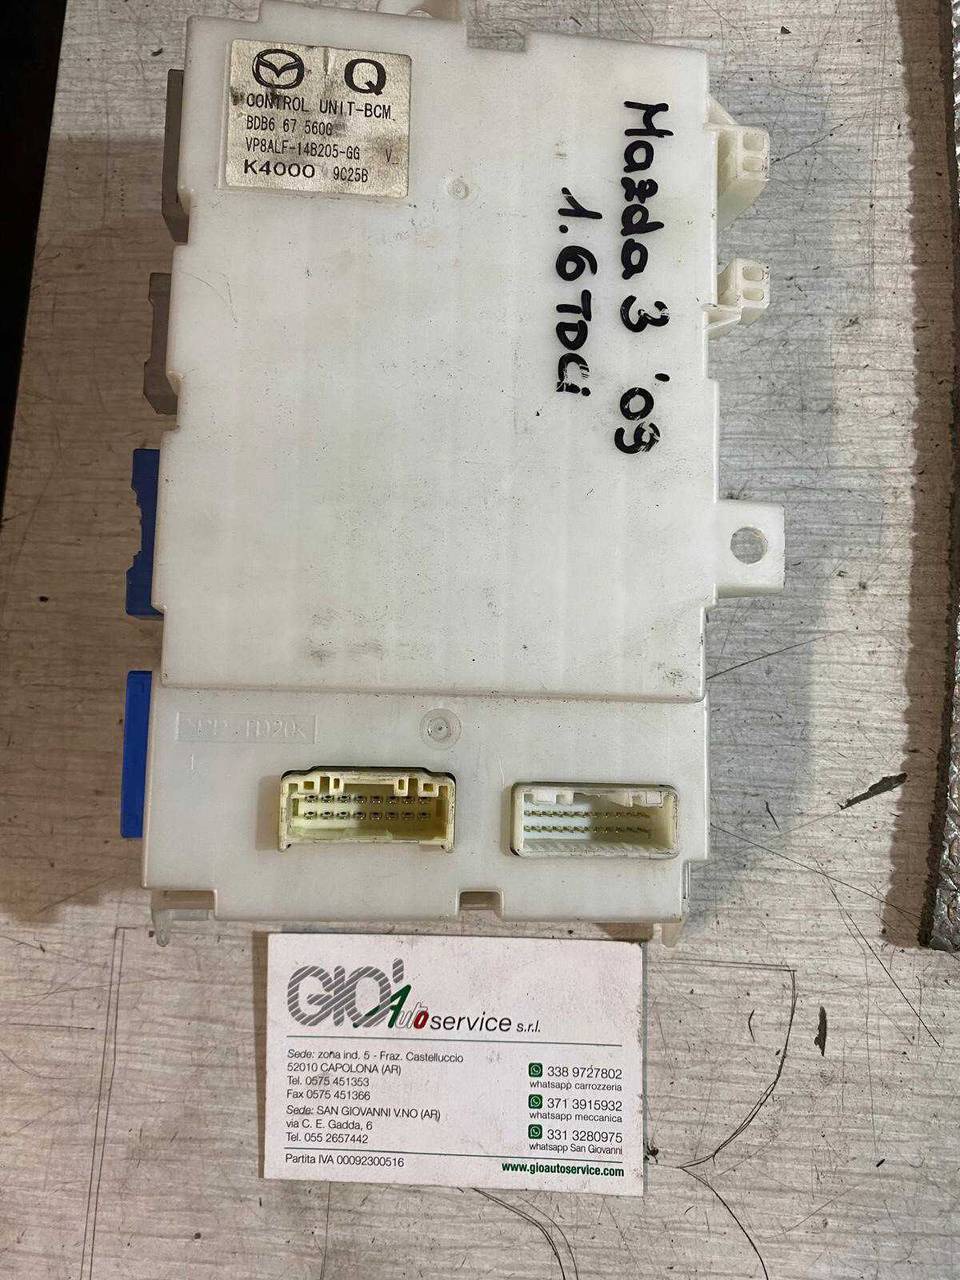 Q
CONTROL UNIT-BCM
BDB6 67 560G
VP8ALF-14B205-GG V_
K4000 9C25B
Mazda 3 '09
1.6 TDCi
GIO' Auto service s.r.l.
Sede: zona ind. 5 - Fraz. Castelluccio
52010 CAPOLONA (AR)
Tel. 0575 451353
Fax 0575 451366
Sede: SAN GIOVANNI V.NO (AR)
via C. E. Gadda, 6
Tel. 055 2657442
Partita IVA 00092300516
338 9727802
whatsapp carrozzeria
371 3915932
whatsapp meccanica
331 3280975
whatsapp San Giovanni
www.gioautoservice.com